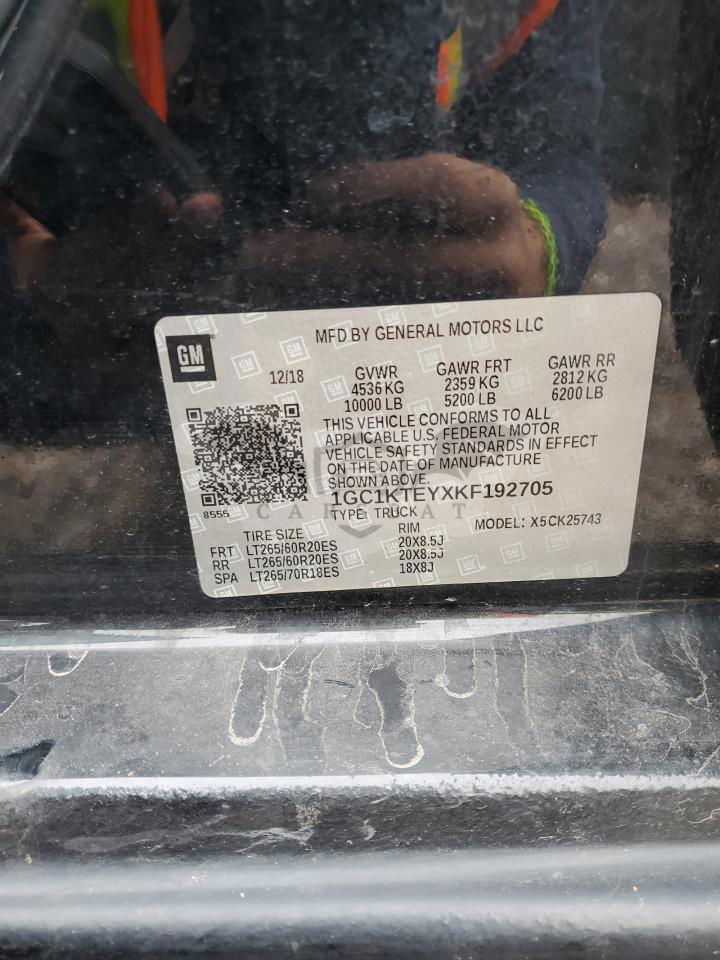 GM
MFD BY GENERAL MOTORS LLC
12/18
GVWR
4536 KG
10000 LB
GAWR FRT
2359 KG
5200 LB
GAWR RR
2812 KG
6200 LB
THIS VEHICLE CONFORMS TO ALL
APPLICABLE U.S. FEDERAL MOTOR
VEHICLE SAFETY STANDARDS IN EFFECT
ON THE DATE OF MANUFACTURE
SHOWN ABOVE.
8555
1GC1KTEYXKF192705
TYPE: TRUCK
MODEL: X5CK25743
TIRE SIZE RIM
FRT LT265/60R20ES 20X8.5J
RR LT265/60R20ES 20X8.5J
SPA LT265/70R18ES 18X8J